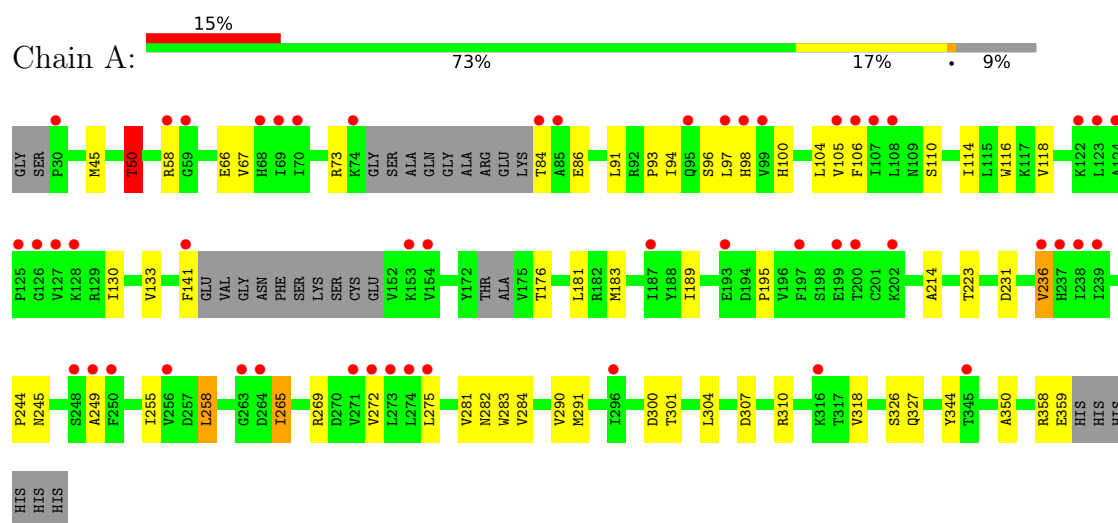 15%
Chain A:
73% 17% • 9%
GLY SER P30 M45 T50 R58 G59 E66 V67 H68 I69 I70 R73 K74 GLY SER ALA GLN GLY ALA ARG GLU LYS T84 A85 E86 L91 R92 P93 I94 Q95 S96 L97 H98 V99 H100 L104 V105 F106 I107 L108 N109 S110 I114 L115 W116 K117 V118 K122 L123 A124
P125 G126 V127 K128 R129 I130 V133 F141 GLU VAL GLY ASN PHE SER LYS SER CYS GLU V152 K153 V154 Y172 THR ALA V175 T176 L181 R182 M183 I187 Y188 I189 E193 D194 P195 V196 F197 S198 E199 T200 C201 K202 A214 T223 D231 V236 H237 I238 I239
P244 N245 S248 A249 F250 I255 V256 D257 L258 G263 D264 I265 R269 D270 V271 V272 L273 L274 L275 V281 N282 W283 V284 V290 M291 I296 D300 T301 L304 D307 R310 K316 T317 V318 S326 Q327 Y344 T345 A350 R358 E359 HIS HIS HIS
HIS HIS HIS